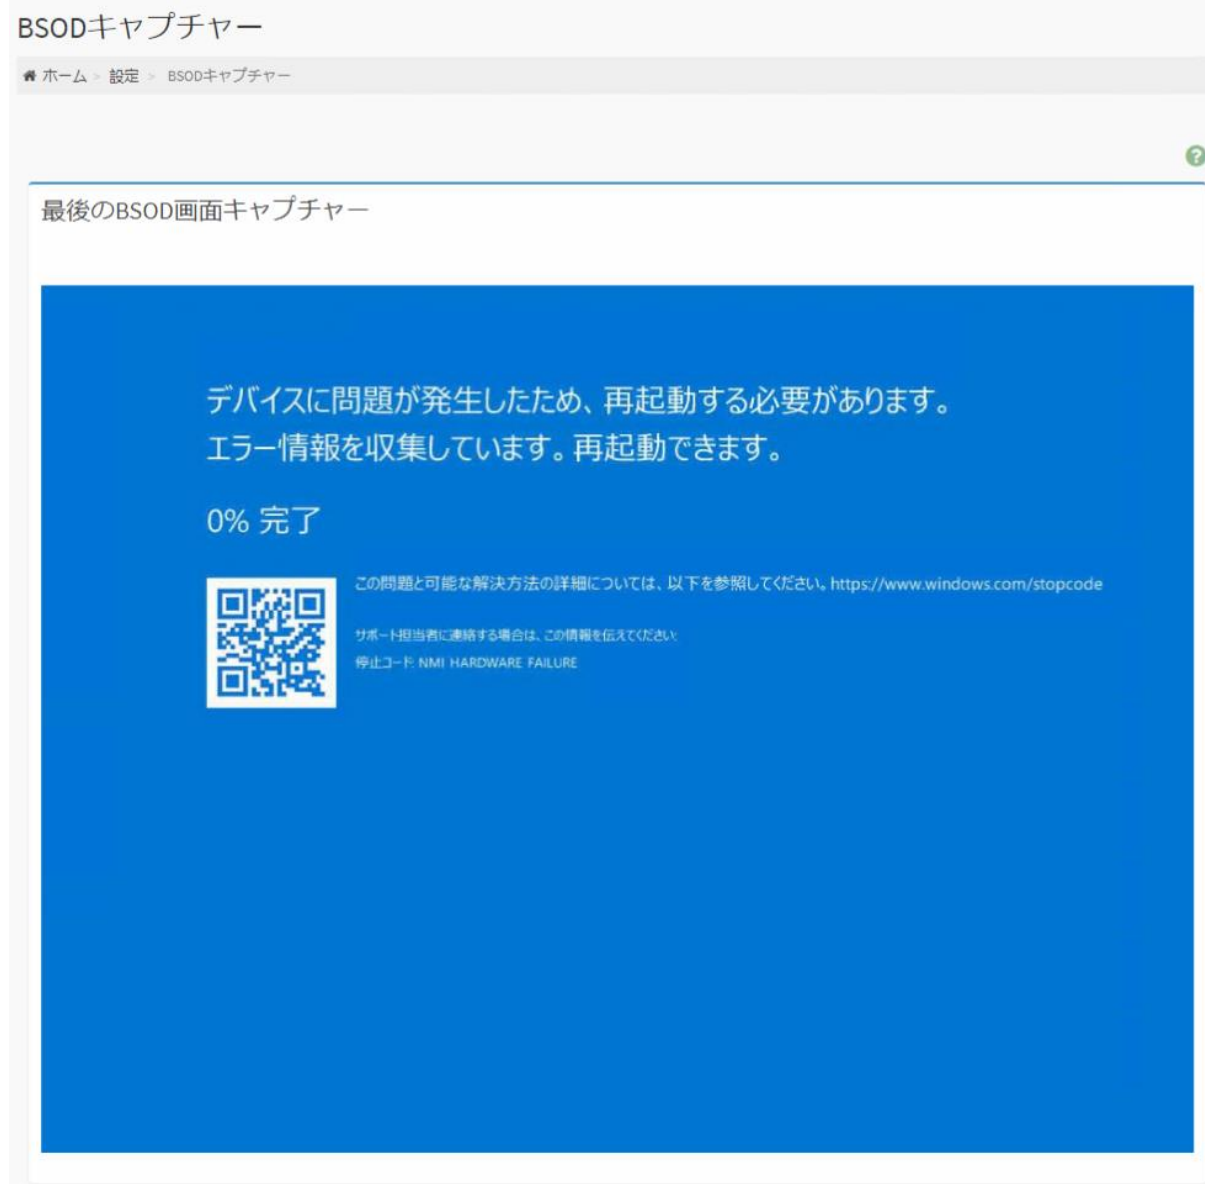 BSODキャプチャー
ホーム > 設定 > BSODキャプチャー
最後のBSOD画面キャプチャー
デバイスに問題が発生したため、再起動する必要があります。
エラー情報を収集しています。再起動できます。
0% 完了
この問題と可能な解決方法の詳細については、以下を参照してください。https://www.windows.com/stopcode
サポート担当者に連絡する場合は、この情報を伝えてください:
停止コード: NMI HARDWARE FAILURE